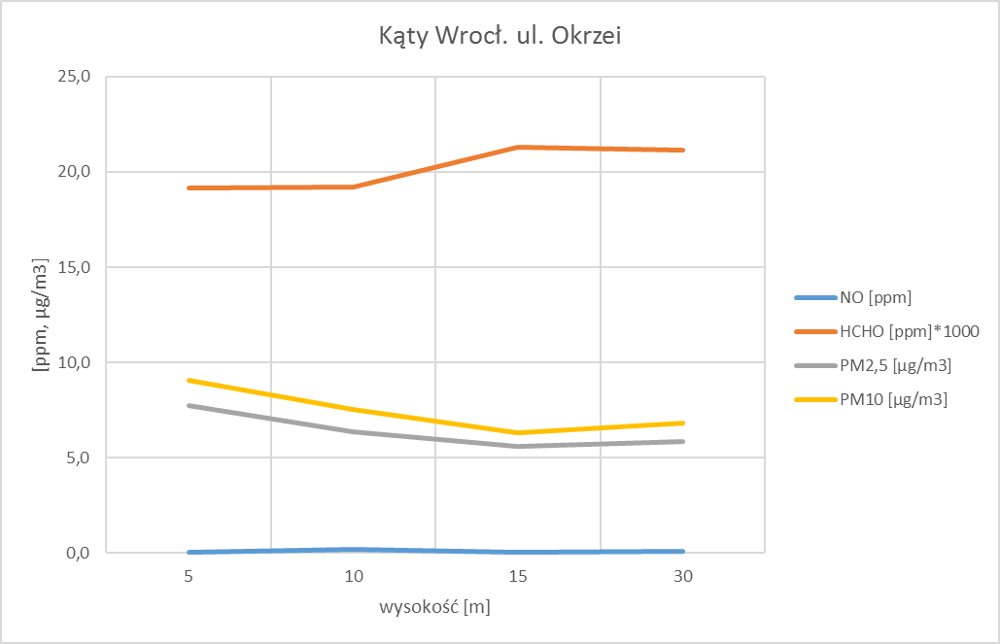 Kąty Wrocł. ul. Okrzei
25,0
20,0
15,0
10,0
5,0
0,0
[ppm, µg/m3]
5 10 15 30
wysokość [m]
NO [ppm]
HCHO [ppm]*1000
PM2,5 [µg/m3]
PM10 [µg/m3]